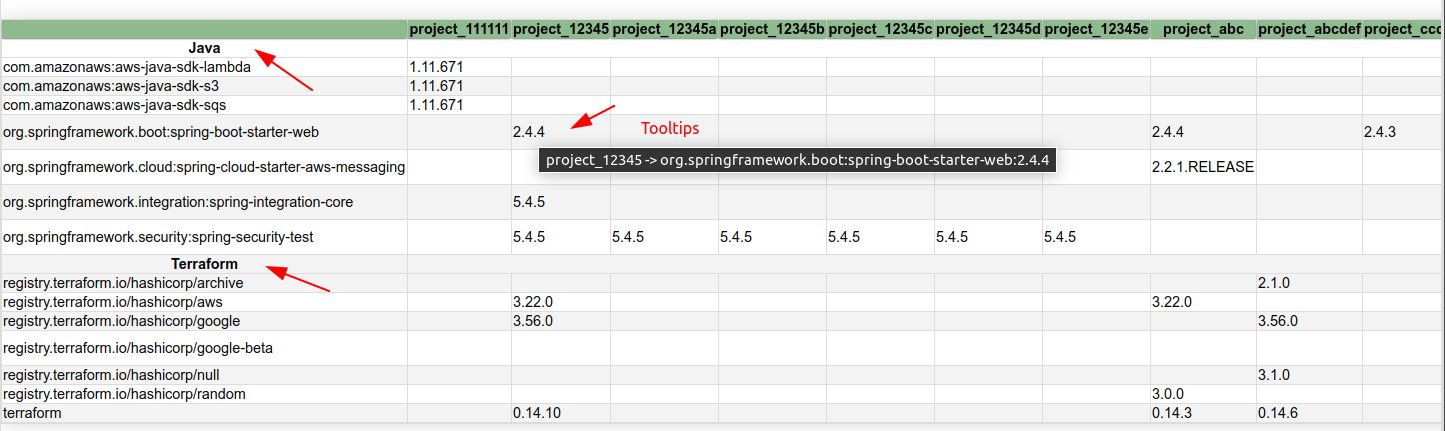 project_111111 project_12345 project_12345a project_12345b project_12345c project_12345d project_12345e project_abc project_abcdef project_ccc
Java
com.amazonaws:aws-java-sdk-lambda 1.11.671
com.amazonaws:aws-java-sdk-s3 1.11.671
com.amazonaws:aws-java-sdk-sqs 1.11.671
org.springframework.boot:spring-boot-starter-web 2.4.4 Tooltips 2.4.4 2.4.3
project_12345 -> org.springframework.boot:spring-boot-starter-web:2.4.4
org.springframework.cloud:spring-cloud-starter-aws-messaging 2.2.1.RELEASE
org.springframework.integration:spring-integration-core 5.4.5
org.springframework.security:spring-security-test 5.4.5 5.4.5 5.4.5 5.4.5 5.4.5 5.4.5
Terraform
registry.terraform.io/hashicorp/archive 2.1.0
registry.terraform.io/hashicorp/aws 3.22.0 3.22.0
registry.terraform.io/hashicorp/google 3.56.0 3.56.0
registry.terraform.io/hashicorp/google-beta
registry.terraform.io/hashicorp/null 3.1.0
registry.terraform.io/hashicorp/random 3.0.0
terraform 0.14.10 0.14.3 0.14.6